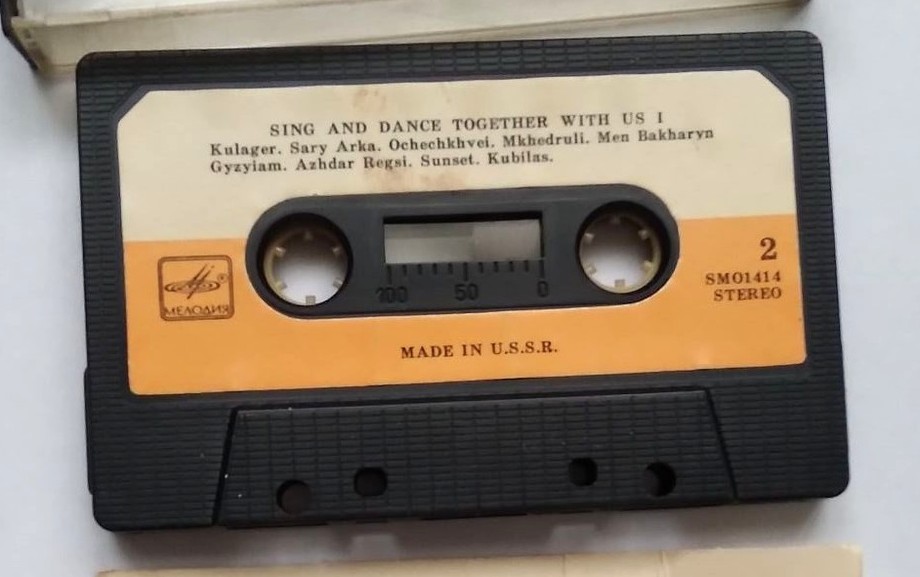 SING AND DANCE TOGETHER WITH US I
Kulager. Sary Arka. Ochechkhvei. Mkhedruli. Men Bakharyn
Gyzyiam. Azhdar Regsi. Sunset. Kubilas.
2
SM01414
STEREO
МЕЛОДИЯ
100 50 0
MADE IN U.S.S.R.